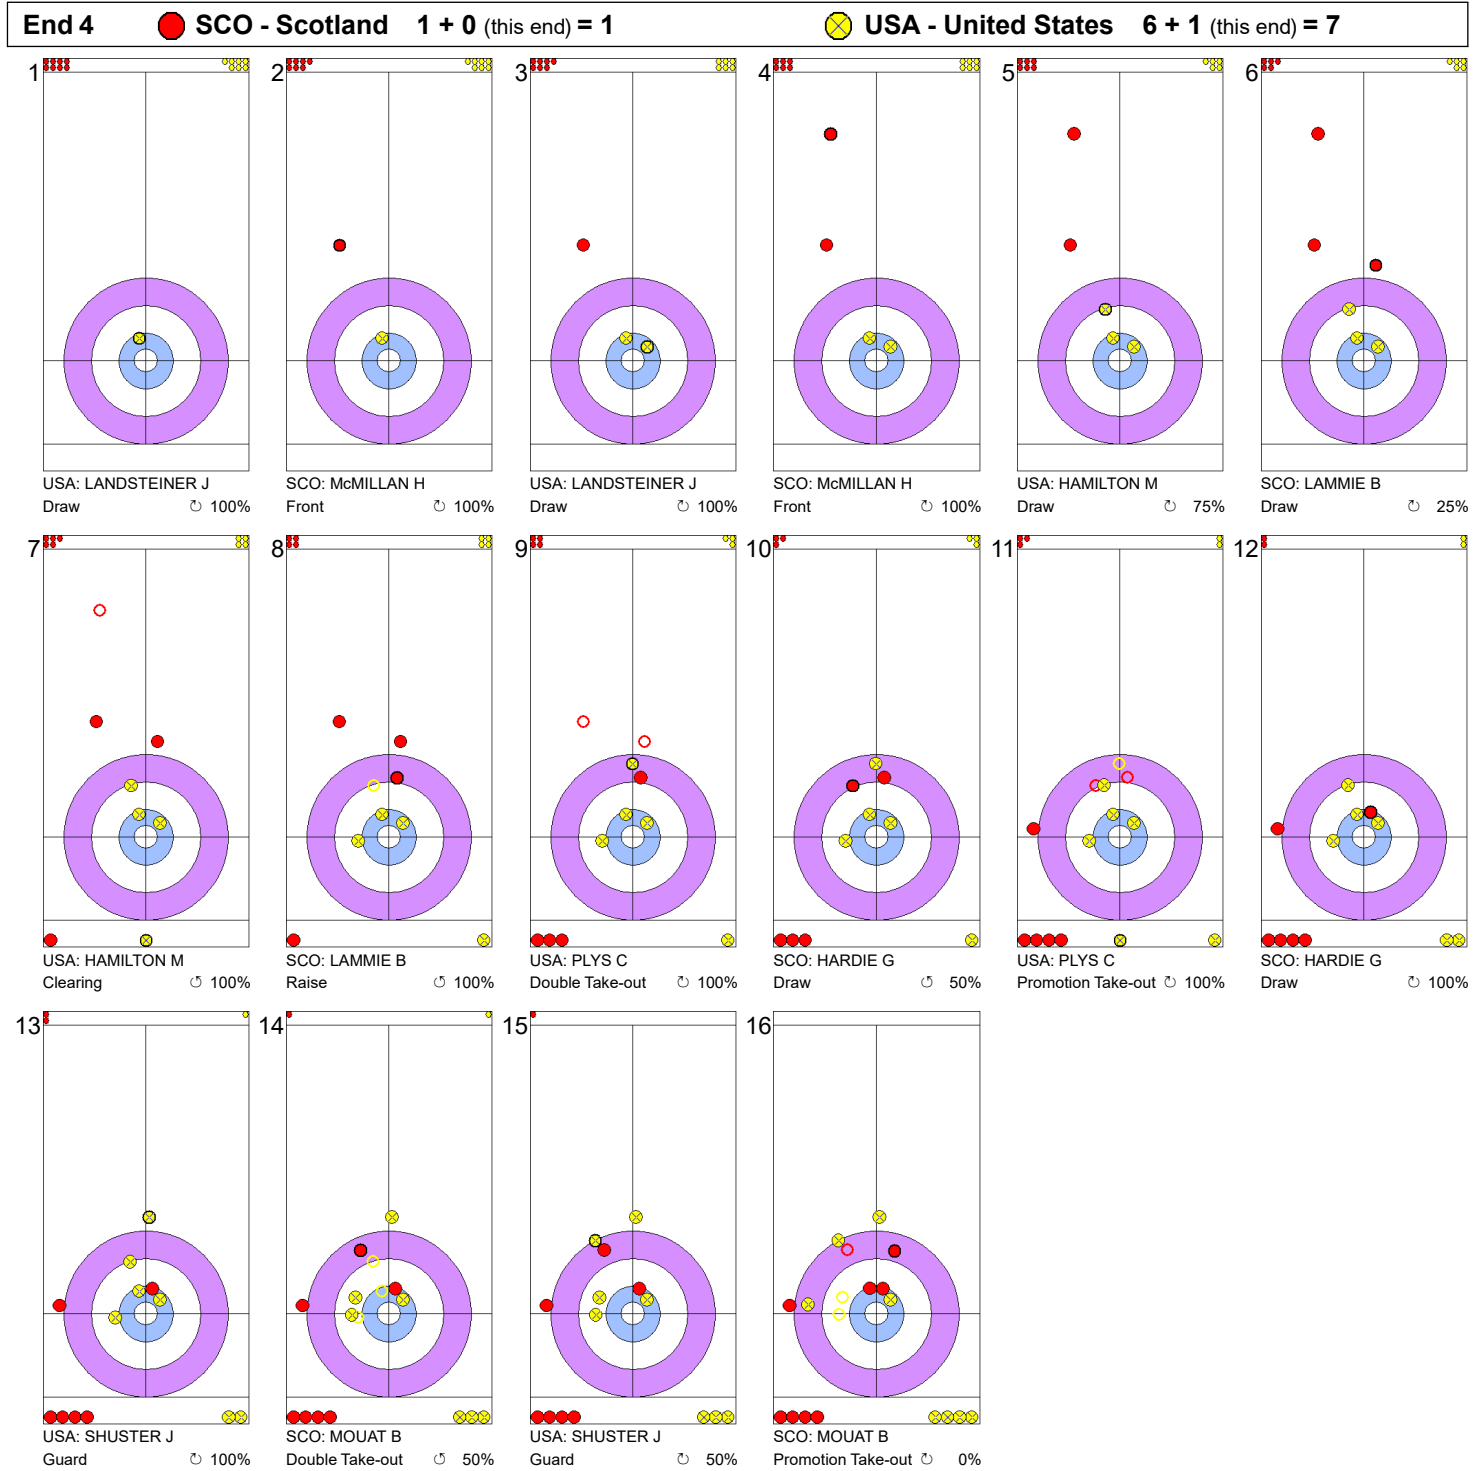 End 4 SCO - Scotland 1 + 0 (this end) = 1 USA - United States 6 + 1 (this end) = 7
1 2 3 4 5 6
USA: LANDSTEINER J SCO: McMILLAN H USA: LANDSTEINER J SCO: McMILLAN H USA: HAMILTON M SCO: LAMMIE B
Draw ↻ 100% Front ↻ 100% Draw ↻ 100% Front ↻ 100% Draw ↻ 75% Draw ↻ 25%
7 8 9 10 11 12
USA: HAMILTON M SCO: LAMMIE B USA: PLYS C SCO: HARDIE G USA: PLYS C SCO: HARDIE G
Clearing ↺ 100% Raise ↺ 100% Double Take-out ↻ 100% Draw ↺ 50% Promotion Take-out ↻ 100% Draw ↻ 100%
13 14 15 16
USA: SHUSTER J SCO: MOUAT B USA: SHUSTER J SCO: MOUAT B
Guard ↻ 100% Double Take-out ↺ 50% Guard ↻ 50% Promotion Take-out ↻ 0%